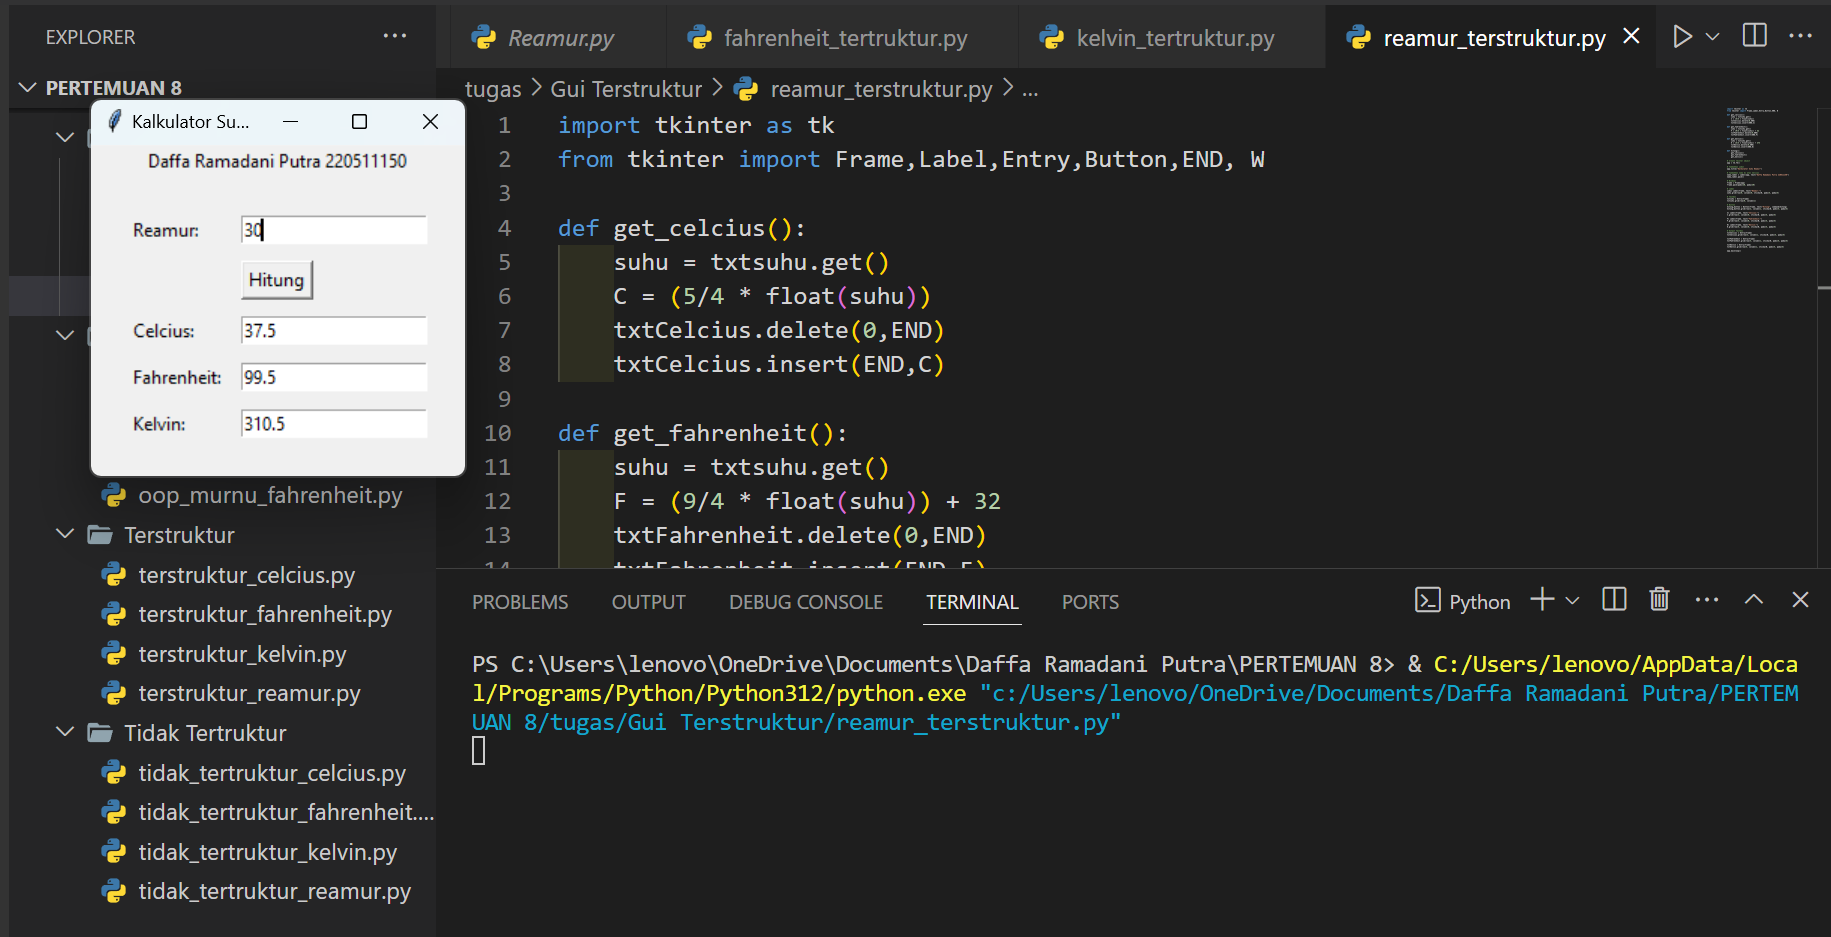 EXPLORER
PERTEMUAN 8
Kalkulator Su...
Daffa Ramadani Putra 220511150
Reamur: 30
Hitung
Celcius: 37.5
Fahrenheit: 99.5
Kelvin: 310.5
oop_murnu_fahrenheit.py
Terstruktur
terstruktur_celcius.py
terstruktur_fahrenheit.py
terstruktur_kelvin.py
terstruktur_reamur.py
Tidak Tertruktur
tidak_tertruktur_celcius.py
tidak_tertruktur_fahrenheit....
tidak_tertruktur_kelvin.py
tidak_tertruktur_reamur.py
Reamur.py fahrenheit_tertruktur.py kelvin_tertruktur.py reamur_terstruktur.py
tugas > Gui Terstruktur > reamur_terstruktur.py > ...
1 import tkinter as tk
2 from tkinter import Frame,Label,Entry,Button,END, W
3
4 def get_celcius():
5 suhu = txtsuhu.get()
6 C = (5/4 * float(suhu))
7 txtCelcius.delete(0,END)
8 txtCelcius.insert(END,C)
9
10 def get_fahrenheit():
11 suhu = txtsuhu.get()
12 F = (9/4 * float(suhu)) + 32
13 txtFahrenheit.delete(0,END)
14 txtFahrenheit.insert(END,F)
PROBLEMS OUTPUT DEBUG CONSOLE TERMINAL PORTS Python
PS C:\Users\lenovo\OneDrive\Documents\Daffa Ramadani Putra\PERTEMUAN 8> & C:/Users/lenovo/AppData/Loca
l/Programs/Python/Python312/python.exe "c:/Users/lenovo/OneDrive/Documents/Daffa Ramadani Putra/PERTEM
UAN 8/tugas/Gui Terstruktur/reamur_terstruktur.py"